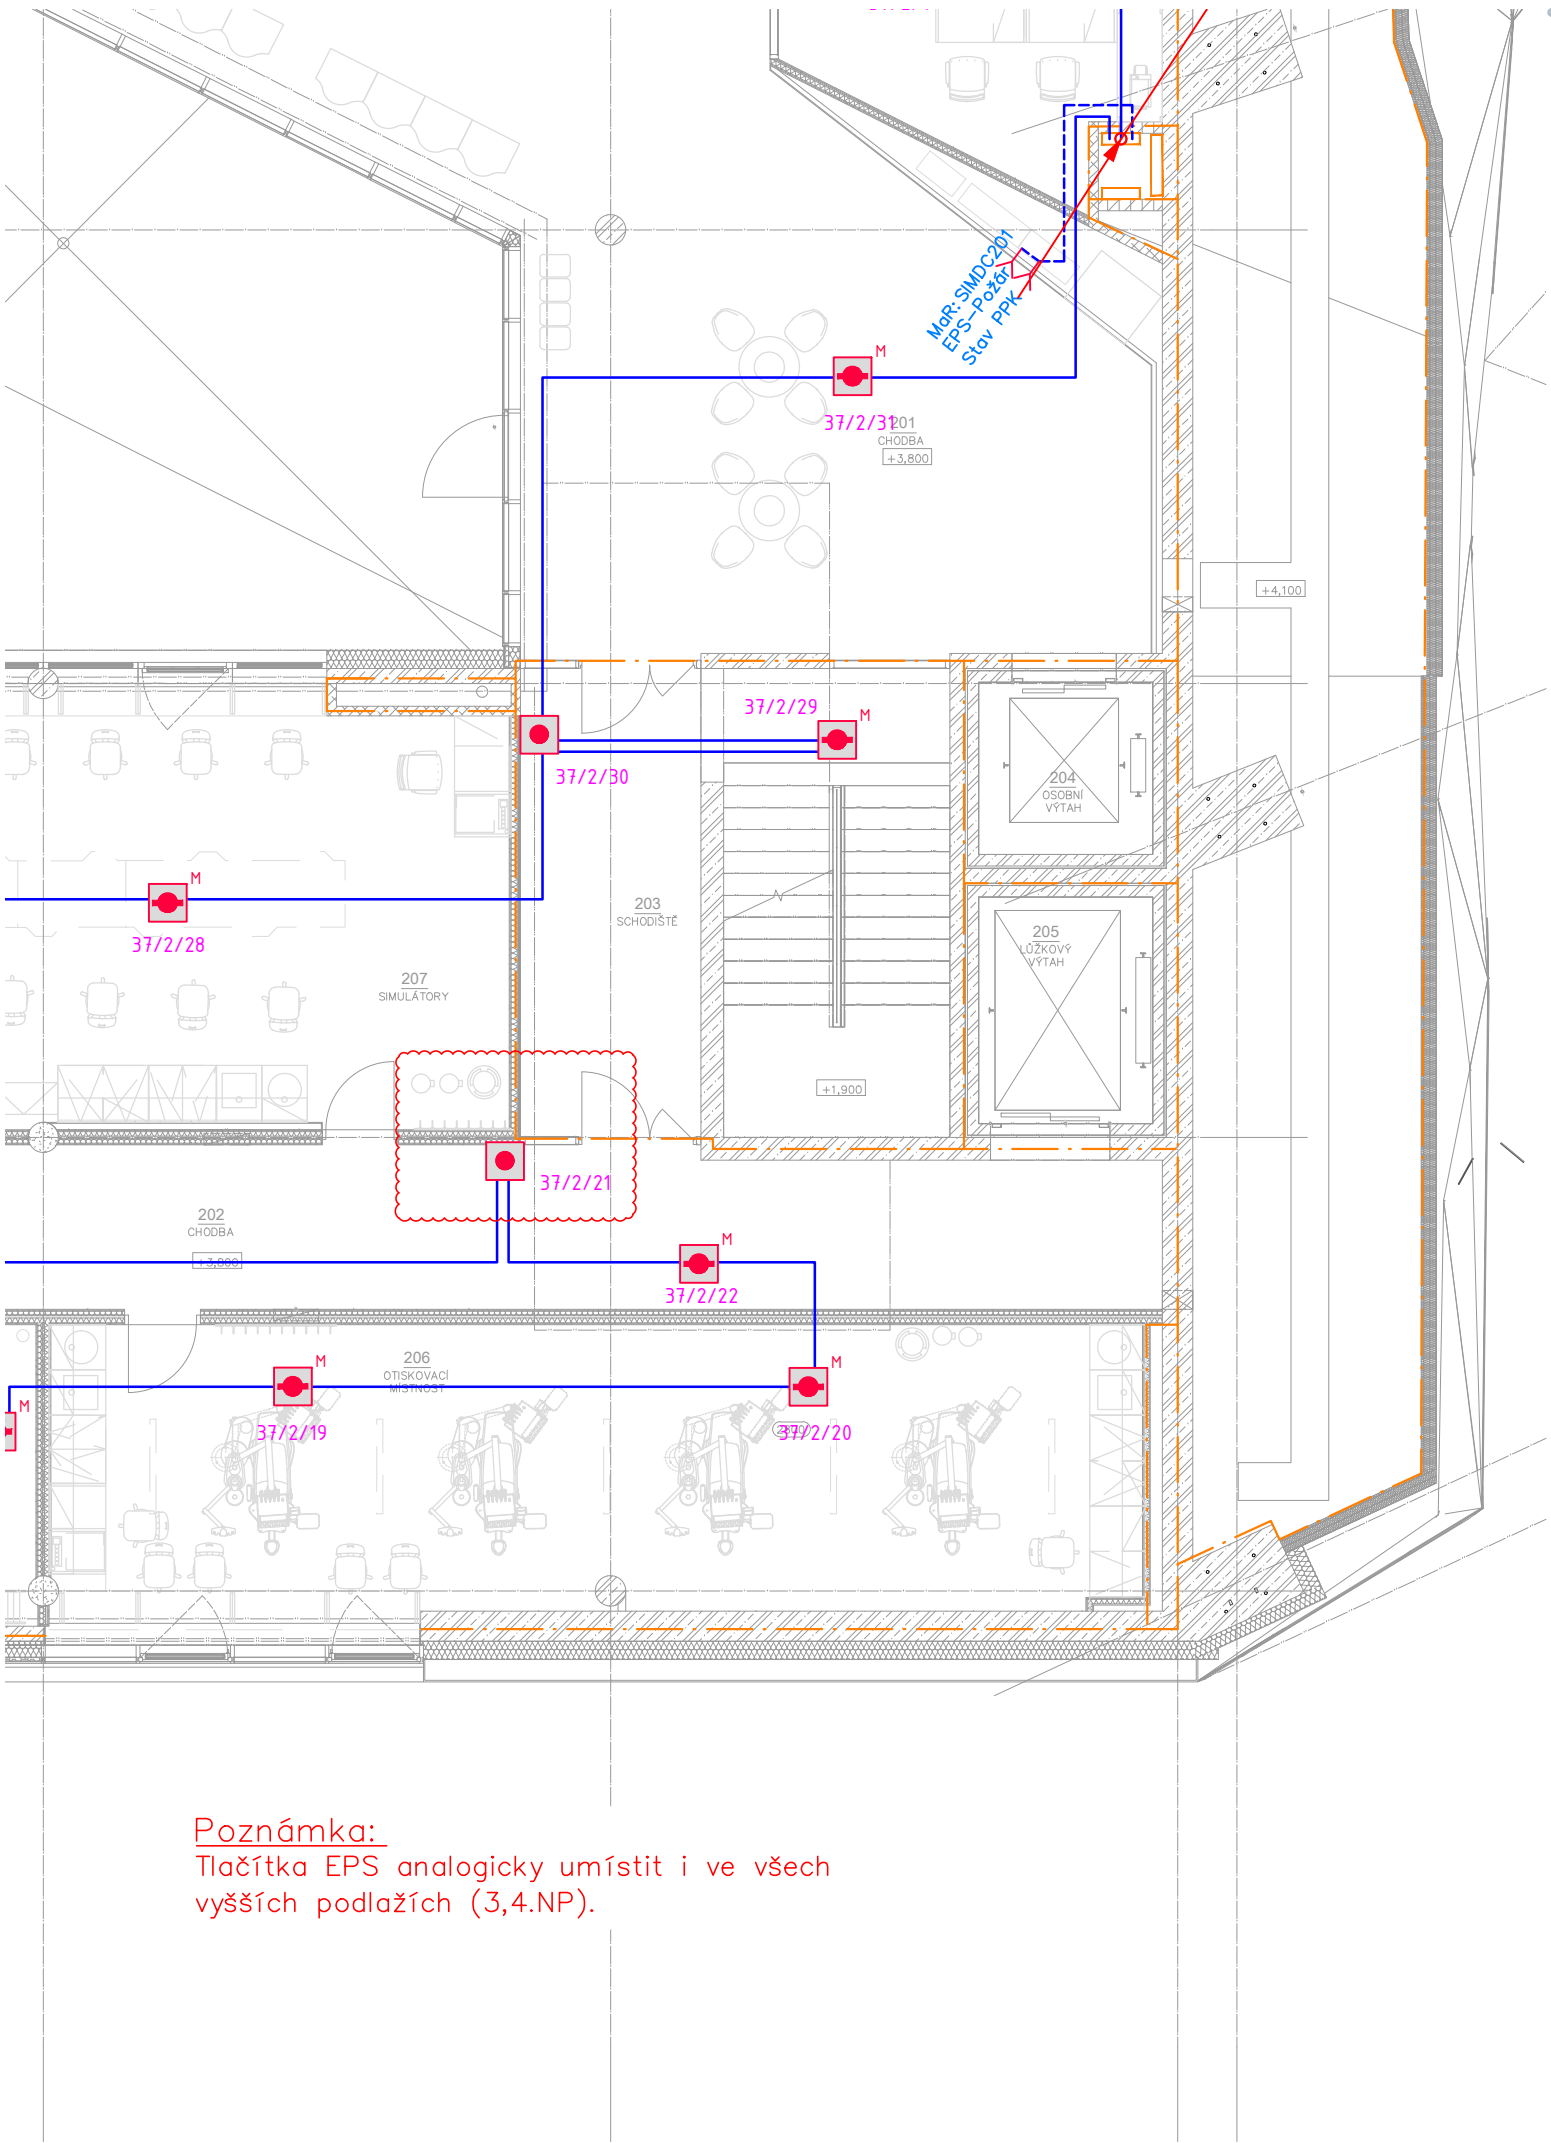 MaR: SIMDC201
EPS-Požár
Stav PPK
M
37/2/31
201
CHODBA
+3,800
+4,100
37/2/29
M
37/2/30
204
OSOBNÍ
VÝTAH
M
37/2/28
203
SCHODIŠTĚ
205
LŮŽKOVÝ
VÝTAH
207
SIMULÁTORY
+1,900
37/2/21
202
CHODBA
+3,800
M
37/2/22
206
OTISKOVACÍ
MÍSTNOST
M
37/2/19
M
37/2/20
M
Poznámka:
Tlačítka EPS analogicky umístit i ve všech
vyšších podlažích (3,4.NP).